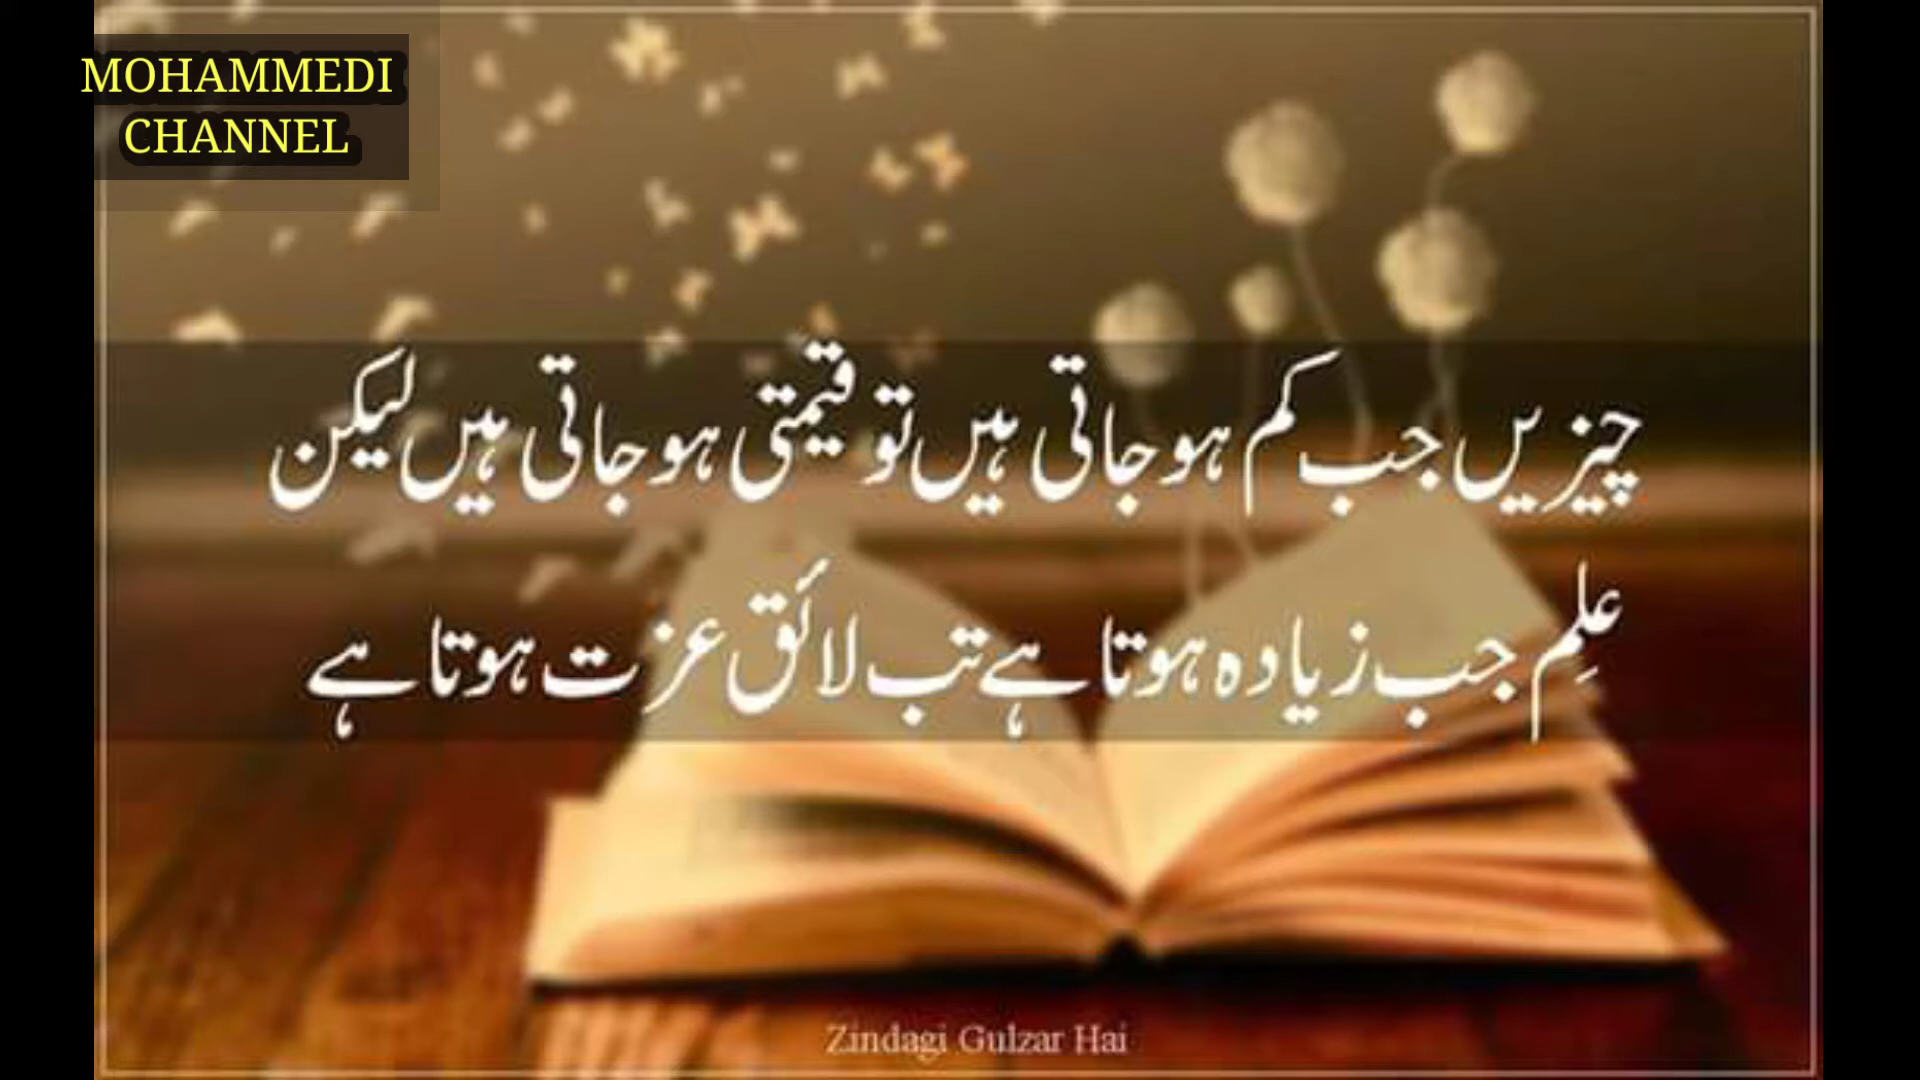 MOHAMMEDI
CHANNEL
چیزیں جب کم ہو جاتی ہیں تو قیمتی ہو جاتی ہیں لیکن
علِم جب زیادہ ہوتا ہے تب لائق عزت ہوتا ہے
Zindagi Gulzar Hai